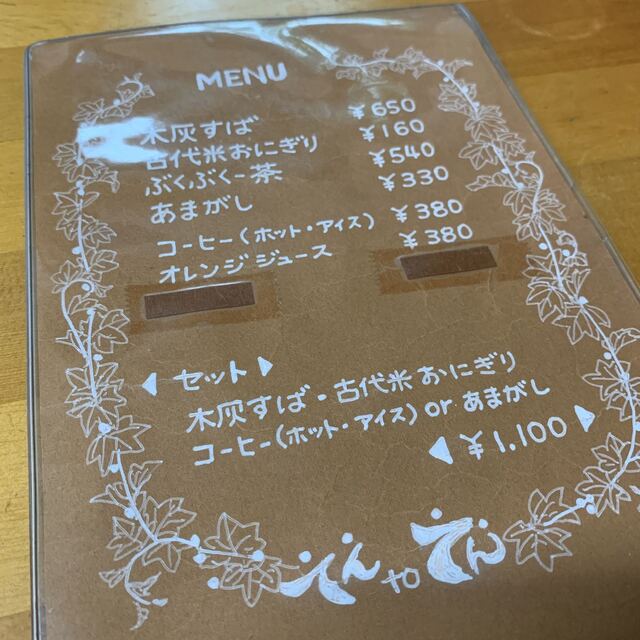 MENU
木灰すば ¥650
古代米おにぎり ¥160
ぶくぶくー茶 ¥540
あまがし ¥330
コーヒー(ホット・アイス) ¥380
オレンジジュース ¥380
セット
木灰すば・古代米おにぎり
コーヒー(ホット・アイス) or あまがし
¥1,100
てん や てん